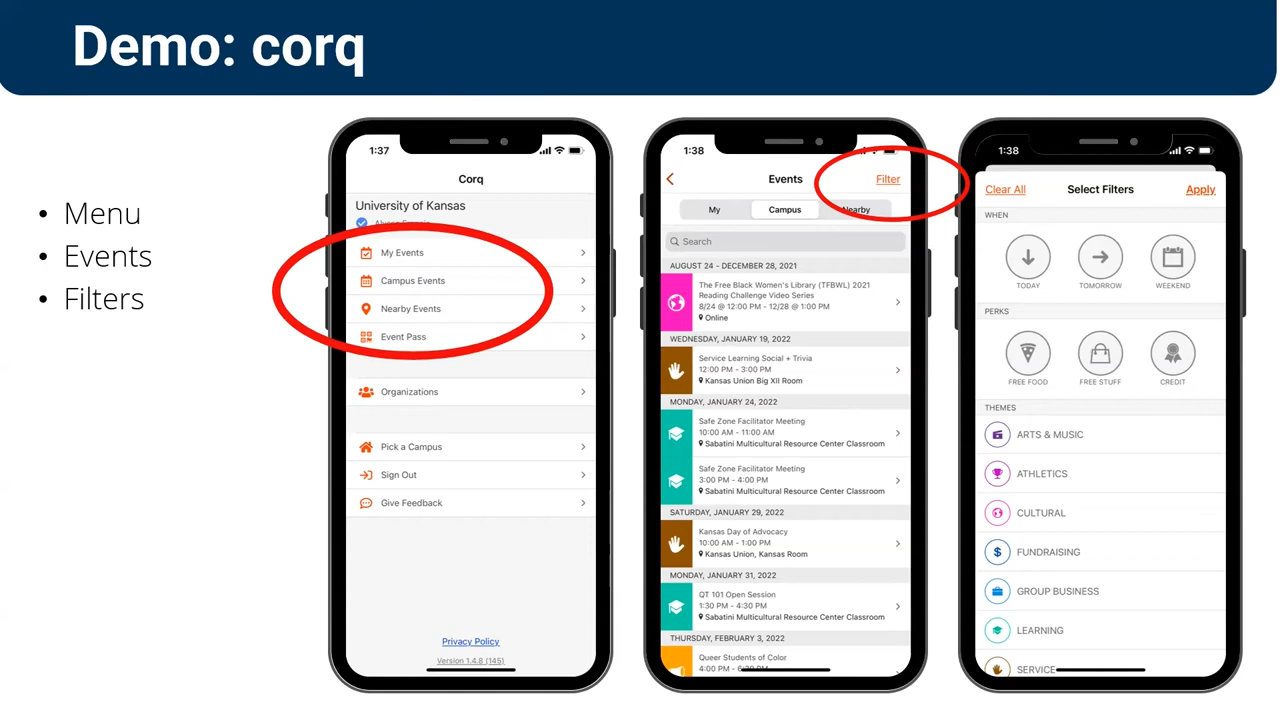 Demo: corq
• Menu
• Events
• Filters
1:37
Corq
University of Kansas
My Events
Campus Events
Nearby Events
Event Pass
Organizations
Pick a Campus
Sign Out
Give Feedback
Privacy Policy
Version 1.4.8 (145)
1:38
Events
Filter
My
Campus
Nearby
Search
AUGUST 24 - DECEMBER 28, 2021
The Free Black Women's Library (TFBWL) 2021
Reading Challenge Video Series
8/24 @ 12:00 PM - 12/28 @ 1:00 PM
Online
WEDNESDAY, JANUARY 19, 2022
Service Learning Social + Trivia
12:00 PM - 3:00 PM
Kansas Union Big XII Room
MONDAY, JANUARY 24, 2022
Safe Zone Facilitator Meeting
10:00 AM - 11:00 AM
Sabatini Multicultural Resource Center Classroom
Safe Zone Facilitator Meeting
3:00 PM - 4:00 PM
Sabatini Multicultural Resource Center Classroom
SATURDAY, JANUARY 29, 2022
Kansas Day of Advocacy
10:00 AM - 1:00 PM
Kansas Union, Kansas Room
MONDAY, JANUARY 31, 2022
QT 101 Open Session
1:30 PM - 4:30 PM
Sabatini Multicultural Resource Center Classroom
THURSDAY, FEBRUARY 3, 2022
Queer Students of Color
4:00 PM -
1:38
Clear All
Select Filters
Apply
WHEN
TODAY
TOMORROW
WEEKEND
PERKS
FREE FOOD
FREE STUFF
CREDIT
THEMES
ARTS & MUSIC
ATHLETICS
CULTURAL
FUNDRAISING
GROUP BUSINESS
LEARNING
SERVICE